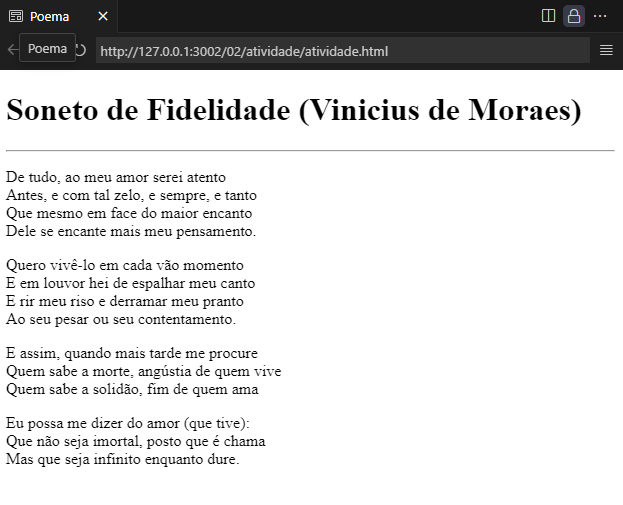 Poema
Poema
http://127.0.0.1:3002/02/atividade/atividade.html
Soneto de Fidelidade (Vinicius de Moraes)
De tudo, ao meu amor serei atento
Antes, e com tal zelo, e sempre, e tanto
Que mesmo em face do maior encanto
Dele se encante mais meu pensamento.
Quero vivê-lo em cada vão momento
E em louvor hei de espalhar meu canto
E rir meu riso e derramar meu pranto
Ao seu pesar ou seu contentamento.
E assim, quando mais tarde me procure
Quem sabe a morte, angústia de quem vive
Quem sabe a solidão, fim de quem ama
Eu possa me dizer do amor (que tive):
Que não seja imortal, posto que é chama
Mas que seja infinito enquanto dure.